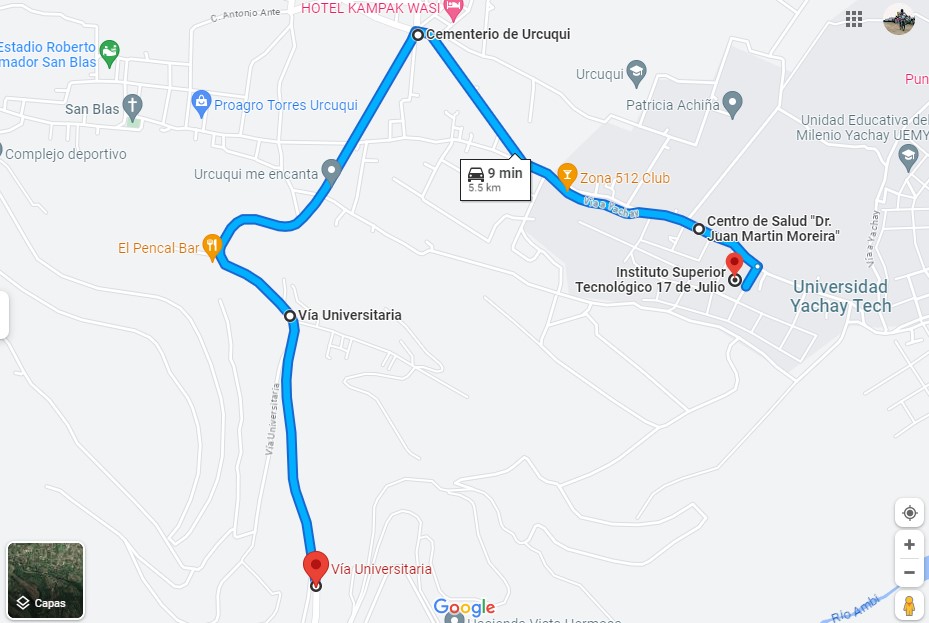 HOTEL KAMPAK WASI
C. Antonio Ante
Cementerio de Urcuqui
Estadio Roberto
mador San Blas
Urcuqui
Pun
San Blas
Proagro Torres Urcuqui
Patricia Achiña
Unidad Educativa del
Milenio Yachay UEMY
Complejo deportivo
Urcuqui me encanta
9 min
5.5 km
Zona 512 Club
Vía a Yachay
Vía a Yachay
Centro de Salud "Dr.
Juan Martin Moreira"
El Pencal Bar
Instituto Superior
Tecnológico 17 de Julio
Universidad
Yachay Tech
Vía Universitaria
Vía Universitaria
Vía Universitaria
Capas
Google
Río Ambi
Hacienda Vista Hermosa